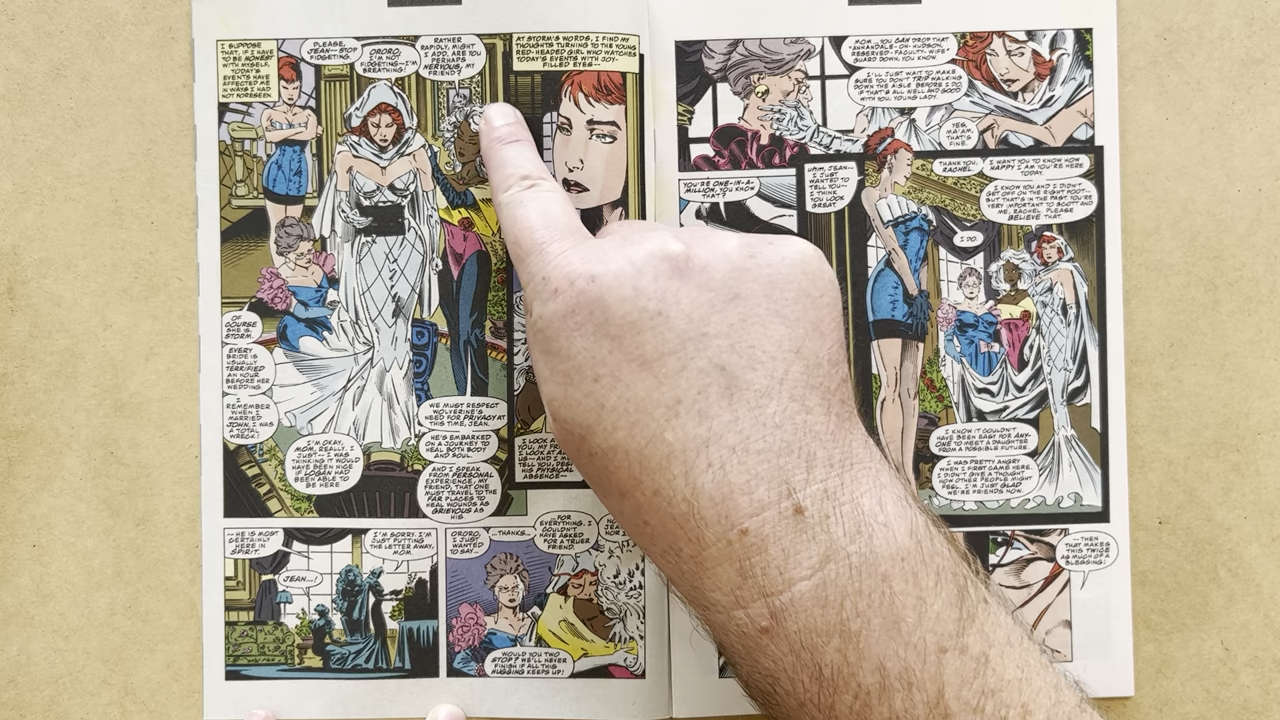 I SUPPOSE
THAT, IF I HAVE
TO BE HONEST
WITH MYSELF,
TODAY'S
EVENTS HAVE
AFFECTED ME
IN WAYS I HAD
NOT FORESEEN.
PLEASE,
JEAN--STOP
FIDGETING.
ORORO,
I'M NOT
FIDGETING--I'M
BREATHING!
RATHER
RAPIDLY, MIGHT
I ADD. ARE YOU
PERHAPS
NERVOUS, MY
FRIEND?
AT STORM'S WORDS, I FIND MY
THOUGHTS TURNING TO THE YOUNG
RED-HEADED GIRL WHO WATCHES
TODAY'S EVENTS WITH JOY-
FILLED EYES--
OF
COURSE
SHE IS,
STORM.
EVERY
BRIDE IS
USUALLY
TERRIFIED
AN HOUR
BEFORE HER
WEDDING.
I
REMEMBER
WHEN I
MARRIED
JOHN, I WAS
A TOTAL
WRECK!
I'M OKAY,
MOM, REALLY. I
JUST--I WAS
THINKING IT WOULD
HAVE BEEN NICE
IF LOGAN HAD
BEEN ABLE TO
BE HERE.
WE MUST RESPECT
WOLVERINE'S
NEED FOR PRIVACY AT
THIS TIME, JEAN.
HE'S EMBARKED
ON A JOURNEY TO
HEAL BOTH BODY
AND SOUL.
AND I SPEAK
FROM PERSONAL
EXPERIENCE, MY
FRIEND, THAT ONE
MUST TRAVEL TO THE
FAR PLACES TO
HEAL WOUNDS AS
GRIEVOUS AS
HIS.
I LOOK A
YOU, MY FR
I LOOK AT A
US--AND I M
TELL YOU, DES
HIS PHYSICAL
ABSENCE--
--HE IS MOST
CERTAINLY
HERE IN
SPIRIT.
JEAN...!
I'M SORRY. I'M
JUST PUTTING
THE LETTER AWAY,
MOM.
ORORO,
I JUST
WANTED
TO SAY...
...THANKS...
...FOR
EVERYTHING. I
COULDN'T
HAVE ASKED
FOR A TRUER
FRIEND.
WOULD YOU TWO
STOP? WE'LL NEVER
FINISH IF ALL THIS
HUGGING KEEPS UP!
MOM...YOU CAN DROP THAT
"ANNANDALE-ON-HUDSON,
RESERVED-FACULTY-WIFE"
GUARD DOWN, YOU KNOW.
I'LL JUST WAIT TO MAKE
SURE YOU DON'T TRIP WALKING
DOWN THE AISLE BEFORE I DO,
IF THAT'S ALL WELL AND GOOD
WITH YOU, YOUNG LADY.
YES,
MA'AM,
THAT'S
FINE.
YOU'RE ONE-IN-A-
MILLION, YOU KNOW
THAT?
UHM, JEAN--
I JUST
WANTED TO
TELL YOU--
I THINK
YOU LOOK
GREAT.
THANK YOU,
RACHEL.
I WANT YOU TO KNOW HOW
HAPPY I AM YOU'RE HERE
TODAY.
I KNOW YOU AND I DIDN'T
GET OFF ON THE RIGHT FOOT--
BUT THAT'S IN THE PAST. YOU'RE
VERY IMPORTANT TO SCOTT AND
ME, RACHEL. PLEASE
BELIEVE THAT.
I DO.
I KNOW IT COULDN'T
HAVE BEEN EASY FOR ANY-
ONE TO MEET A DAUGHTER
FROM A POSSIBLE FUTURE.
I WAS PRETTY ANGRY
WHEN I FIRST CAME HERE.
I DIDN'T GIVE A THOUGHT
HOW OTHER PEOPLE MIGHT
FEEL. I'M JUST GLAD
WE'RE FRIENDS NOW.
--THEN
THAT MAKES
THIS TWICE
AS MUCH OF A
BLESSING!